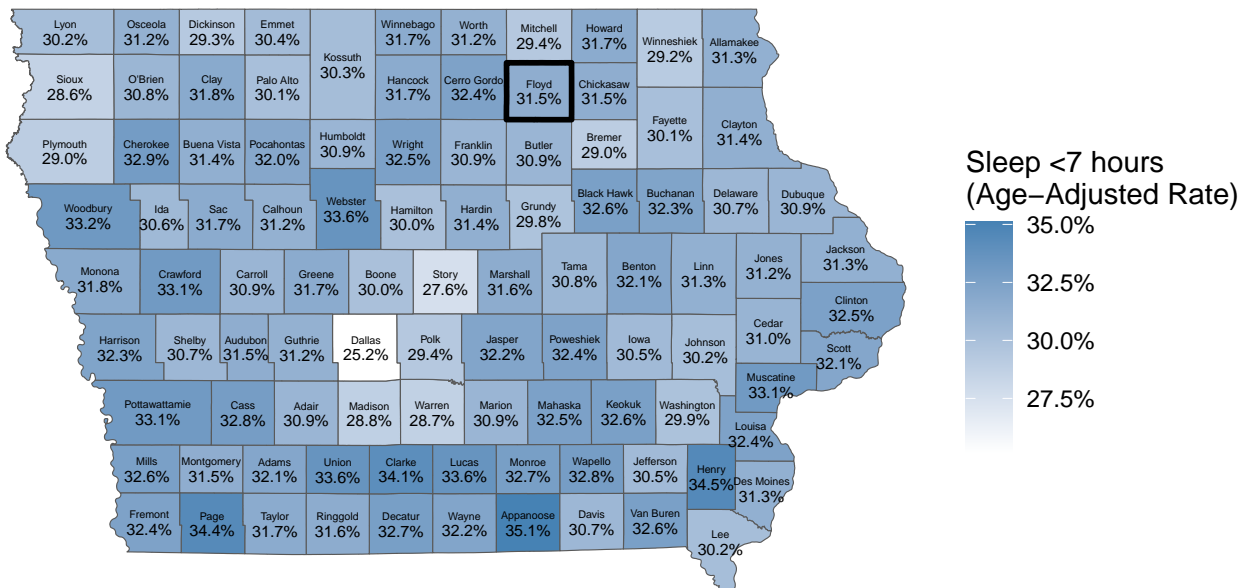 Lyon
30.2%
Osceola
31.2%
Dickinson
29.3%
Emmet
30.4%
Kossuth
30.3%
Winnebago
31.7%
Worth
31.2%
Mitchell
29.4%
Howard
31.7%
Winneshiek
29.2%
Allamakee
31.3%
Sioux
28.6%
O'Brien
30.8%
Clay
31.8%
Palo Alto
30.1%
Hancock
31.7%
Cerro Gordo
32.4%
Floyd
31.5%
Chickasaw
31.5%
Fayette
30.1%
Clayton
31.4%
Plymouth
29.0%
Cherokee
32.9%
Buena Vista
31.4%
Pocahontas
32.0%
Humboldt
30.9%
Wright
32.5%
Franklin
30.9%
Butler
30.9%
Bremer
29.0%
Woodbury
33.2%
Ida
30.6%
Sac
31.7%
Calhoun
31.2%
Webster
33.6%
Hamilton
30.0%
Hardin
31.4%
Grundy
29.8%
Black Hawk
32.6%
Buchanan
32.3%
Delaware
30.7%
Dubuque
30.9%
Monona
31.8%
Crawford
33.1%
Carroll
30.9%
Greene
31.7%
Boone
30.0%
Story
27.6%
Marshall
31.6%
Tama
30.8%
Benton
32.1%
Linn
31.3%
Jones
31.2%
Jackson
31.3%
Clinton
32.5%
Harrison
32.3%
Shelby
30.7%
Audubon
31.5%
Guthrie
31.2%
Dallas
25.2%
Polk
29.4%
Jasper
32.2%
Poweshiek
32.4%
Iowa
30.5%
Johnson
30.2%
Cedar
31.0%
Scott
32.1%
Muscatine
33.1%
Pottawattamie
33.1%
Cass
32.8%
Adair
30.9%
Madison
28.8%
Warren
28.7%
Marion
30.9%
Mahaska
32.5%
Keokuk
32.6%
Washington
29.9%
Louisa
32.4%
Mills
32.6%
Montgomery
31.5%
Adams
32.1%
Union
33.6%
Clarke
34.1%
Lucas
33.6%
Monroe
32.7%
Wapello
32.8%
Jefferson
30.5%
Henry
34.5%
Des Moines
31.3%
Fremont
32.4%
Page
34.4%
Taylor
31.7%
Ringgold
31.6%
Decatur
32.7%
Wayne
32.2%
Appanoose
35.1%
Davis
30.7%
Van Buren
32.6%
Lee
30.2%
Sleep <7 hours
(Age−Adjusted Rate)
35.0%
32.5%
30.0%
27.5%